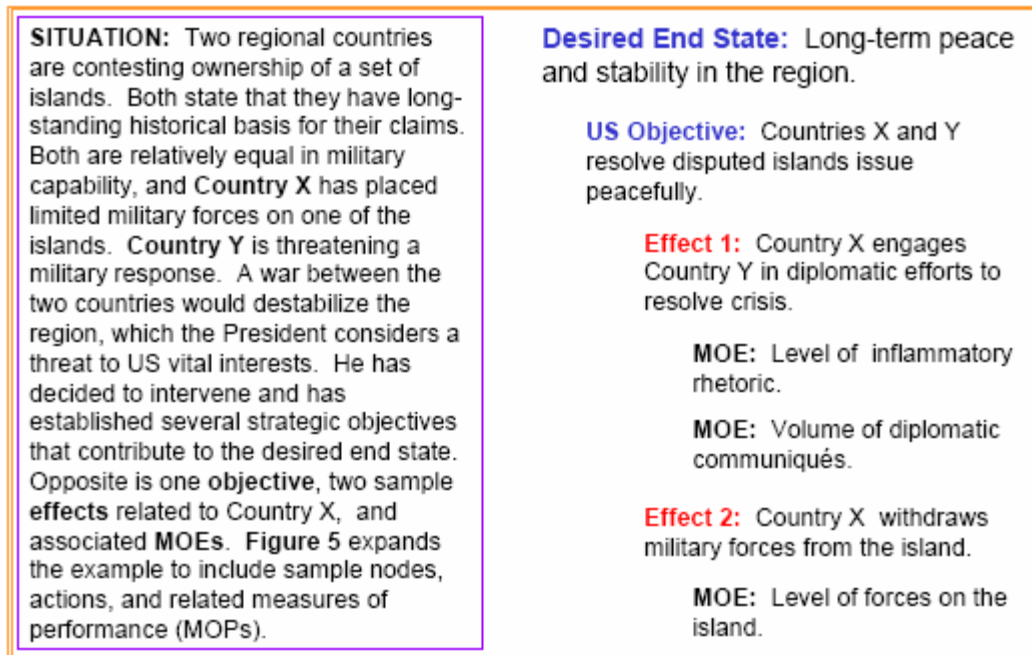 SITUATION: Two regional countries
are contesting ownership of a set of
islands. Both state that they have long-
standing historical basis for their claims.
Both are relatively equal in military
capability, and Country X has placed
limited military forces on one of the
islands. Country Y is threatening a
military response. A war between the
two countries would destabilize the
region, which the President considers a
threat to US vital interests. He has
decided to intervene and has
established several strategic objectives
that contribute to the desired end state.
Opposite is one objective, two sample
effects related to Country X, and
associated MOEs. Figure 5 expands
the example to include sample nodes,
actions, and related measures of
performance (MOPs).
Desired End State: Long-term peace
and stability in the region.
US Objective: Countries X and Y
resolve disputed islands issue
peacefully.
Effect 1: Country X engages
Country Y in diplomatic efforts to
resolve crisis.
MOE: Level of inflammatory
rhetoric.
MOE: Volume of diplomatic
communiqués.
Effect 2: Country X withdraws
military forces from the island.
MOE: Level of forces on the
island.